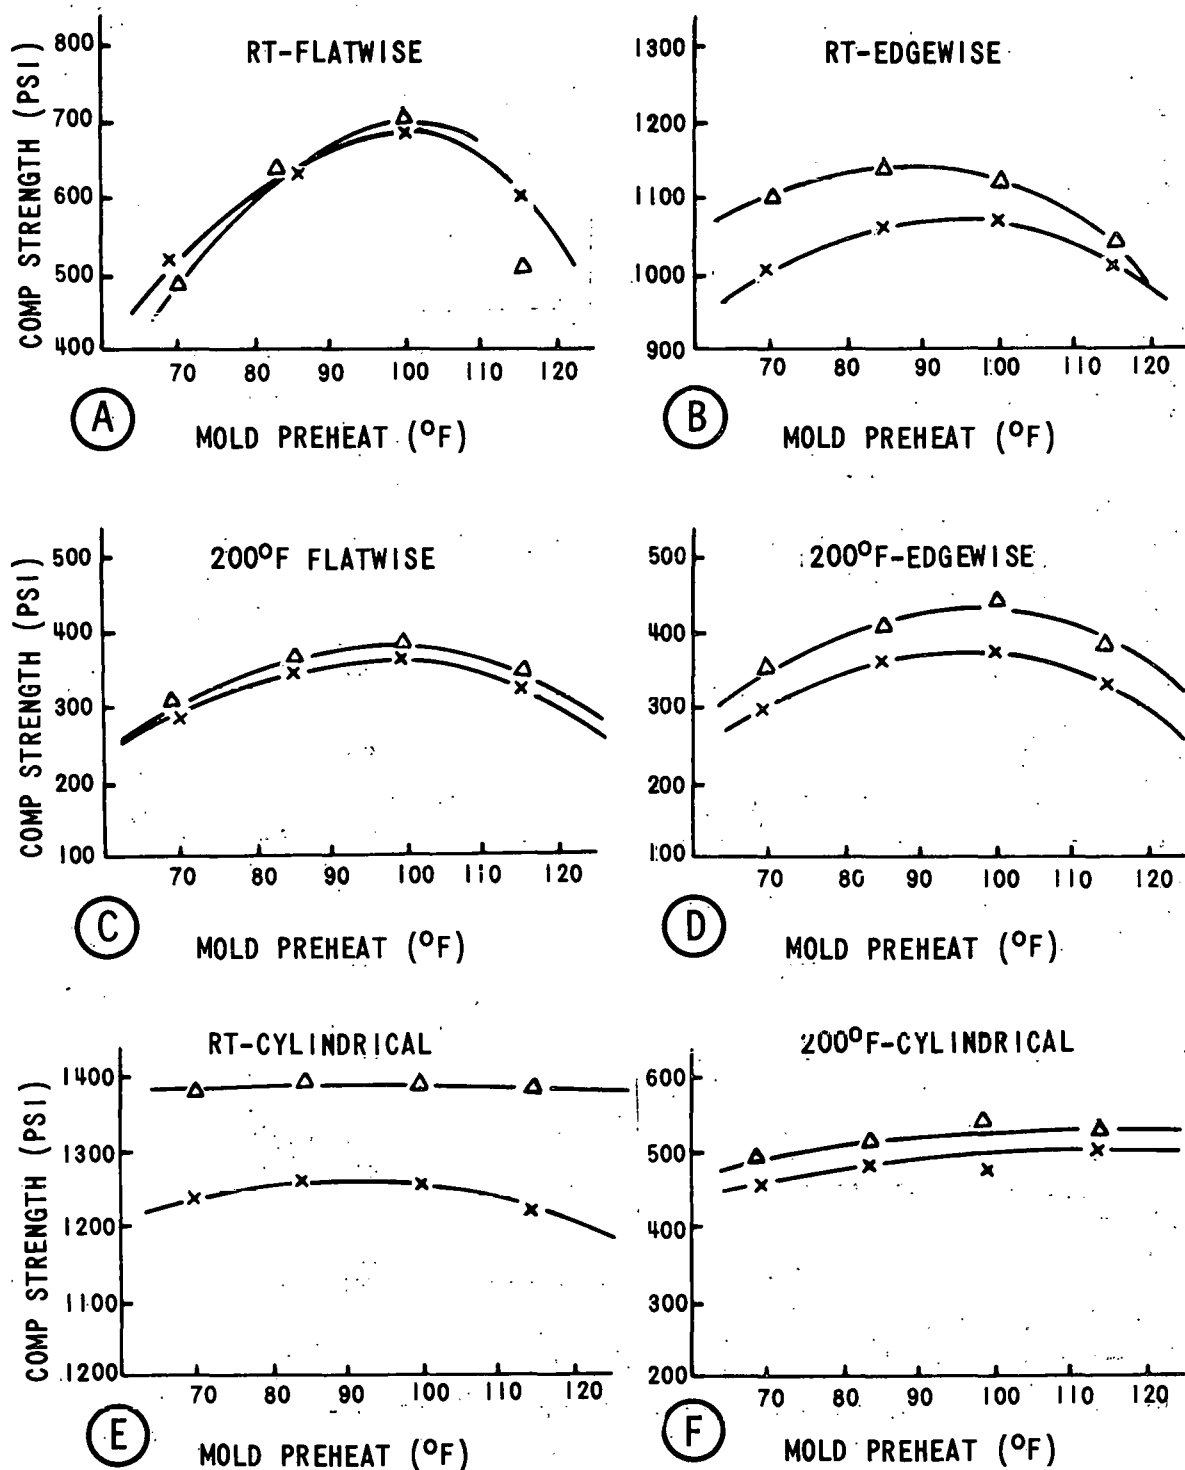 RT-FLATWISE
COMP STRENGTH (PSI)
800
700
600
500
400
70 80 90 100 110 120
A
MOLD PREHEAT (°F)
RT-EDGEWISE
1300
1200
1100
1000
900
70 80 90 100 110 120
B
MOLD PREHEAT (°F)
200°F FLATWISE
COMP STRENGTH (PSI)
500
400
300
200
100
70 80 90 100 110 120
C
MOLD PREHEAT (°F)
200°F-EDGEWISE
500
400
300
200
100
70 80 90 100 110 120
D
MOLD PREHEAT (°F)
RT-CYLINDRICAL
COMP STRENGTH (PSI)
1400
1300
1200
1100
1200
70 80 90 100 110 120
E
MOLD PREHEAT (°F)
200°F-CYLINDRICAL
600
500
400
300
200
70 80 90 100 110 120
F
MOLD PREHEAT (°F)